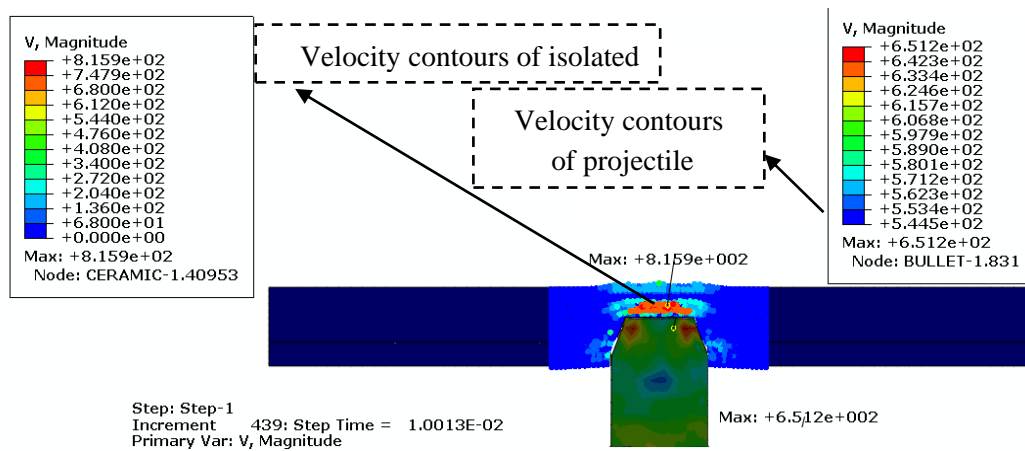 V, Magnitude
+8.159e+02
+7.479e+02
+6.800e+02
+6.120e+02
+5.440e+02
+4.760e+02
+4.080e+02
+3.400e+02
+2.720e+02
+2.040e+02
+1.360e+02
+6.800e+01
+0.000e+00
Max: +8.159e+02
Node: CERAMIC-1.40953
Velocity contours of isolated
Velocity contours
of projectile
V, Magnitude
+6.512e+02
+6.423e+02
+6.334e+02
+6.246e+02
+6.157e+02
+6.068e+02
+5.979e+02
+5.890e+02
+5.801e+02
+5.712e+02
+5.623e+02
+5.534e+02
+5.445e+02
Max: +6.512e+02
Node: BULLET-1.831
Max: +8.159e+002
Max: +6.512e+002
Step: Step-1
Increment 439: Step Time = 1.0013E-02
Primary Var: V, Magnitude